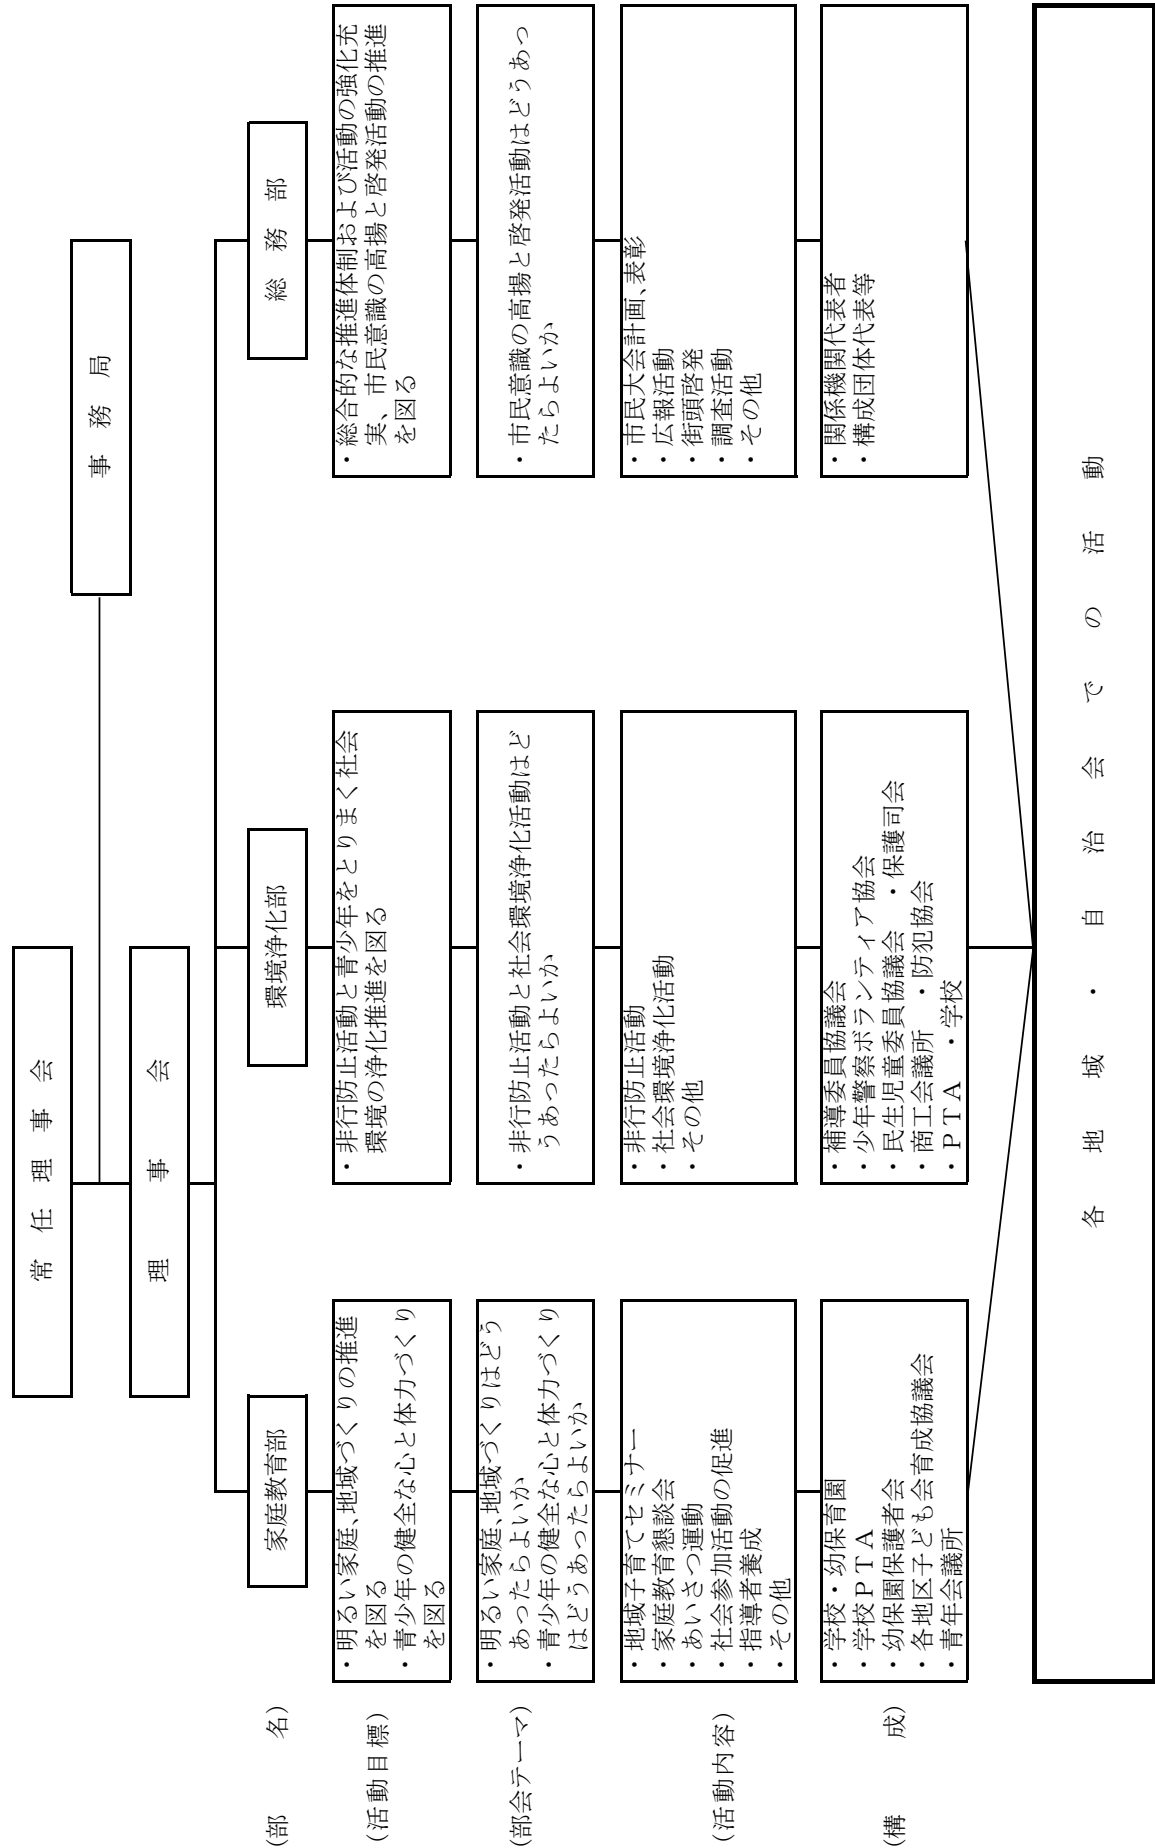 常　任　理　事　会
事　務　局
理　　事　　会
（部　　名）
家庭教育部
環境浄化部
総　務　部
（活動目標）
・明るい家庭、地域づくりの推進
を図る
・青少年の健全な心と体力づくり
を図る
・非行防止活動と青少年をとりまく社会
環境の浄化推進を図る
・総合的な推進体制および活動の強化充
実、市民意識の高揚と啓発活動の推進
を図る
（部会テーマ）
・明るい家庭、地域づくりはどう
あったらよいか
・青少年の健全な心と体力づくり
はどうあったらよいか
・非行防止活動と社会環境浄化活動はど
うあったらよいか
・市民意識の高揚と啓発活動はどうあっ
たらよいか
（活動内容）
・地域子育てセミナー
・家庭教育懇談会
・あいさつ運動
・社会参加活動の促進
・指導者養成
・その他
・非行防止活動
・社会環境浄化活動
・その他
・市民大会計画、表彰
・広報活動
・街頭啓発
・調査活動
・その他
（構　　成）
・学校・幼保育園
・学校ＰＴＡ
・幼保園保護者会
・各地区子ども会育成協議会
・青年会議所
・補導委員協議会
・少年警察ボランティア協会
・民生児童委員協議会　・保護司会
・商工会議所　・防犯協会
・ＰＴＡ　・学校
・関係機関代表者
・構成団体代表等
各　地　域　・　自　治　会　で　の　活　動